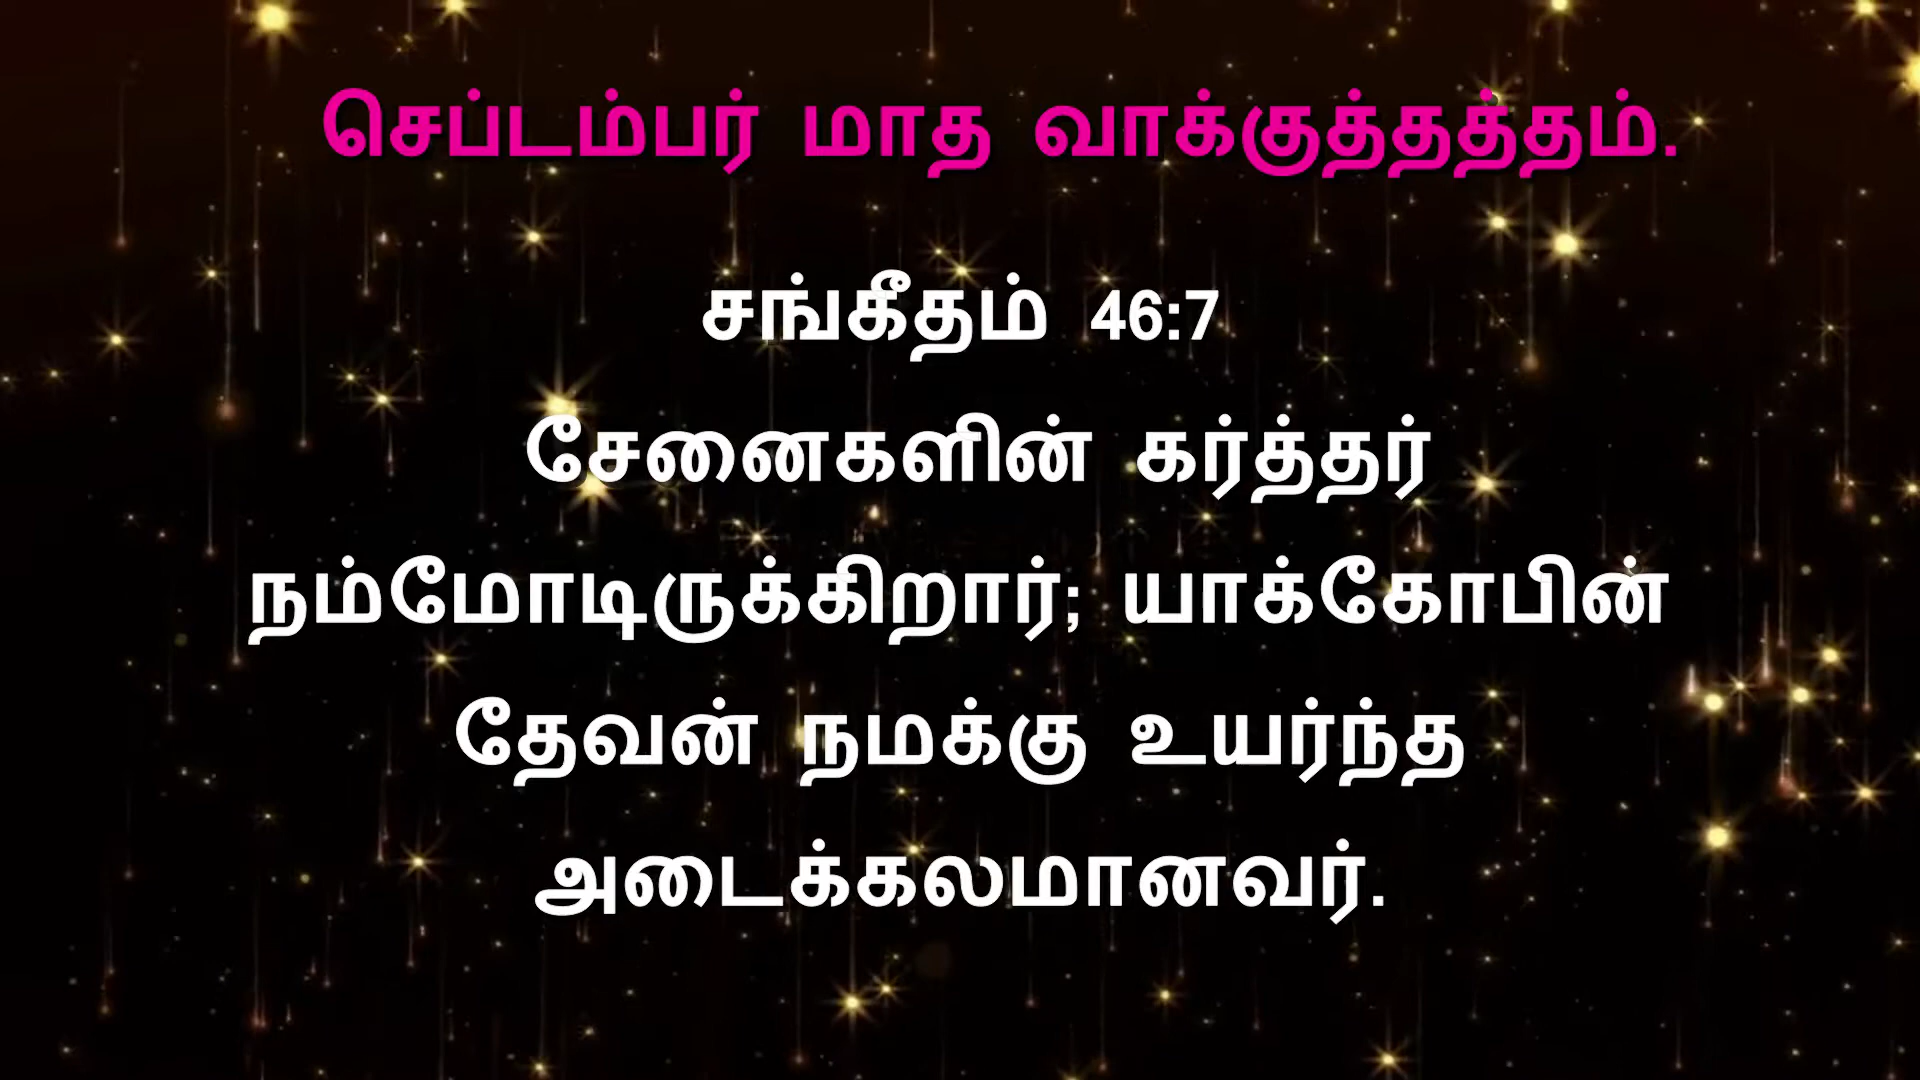 செப்டம்பர் மாத வாக்குத்தத்தம்.
சங்கீதம் 46:7
சேனைகளின் கர்த்தர்
நம்மோடிருக்கிறார்; யாக்கோபின்
தேவன் நமக்கு உயர்ந்த
அடைக்கலமானவர்.